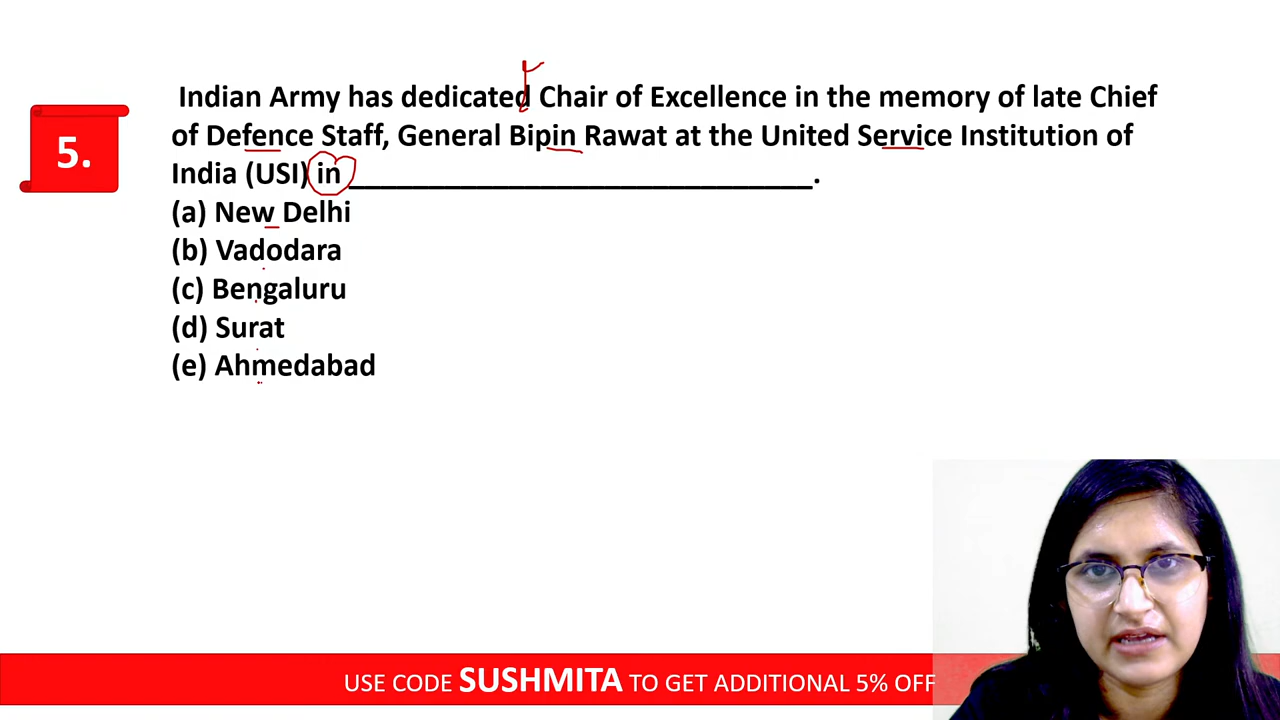 5.
Indian Army has dedicated Chair of Excellence in the memory of late Chief
of Defence Staff, General Bipin Rawat at the United Service Institution of
India (USI) in ______________________________.
(a) New Delhi
(b) Vadodara
(c) Bengaluru
(d) Surat
(e) Ahmedabad
USE CODE SUSHMITA TO GET ADDITIONAL 5% OFF